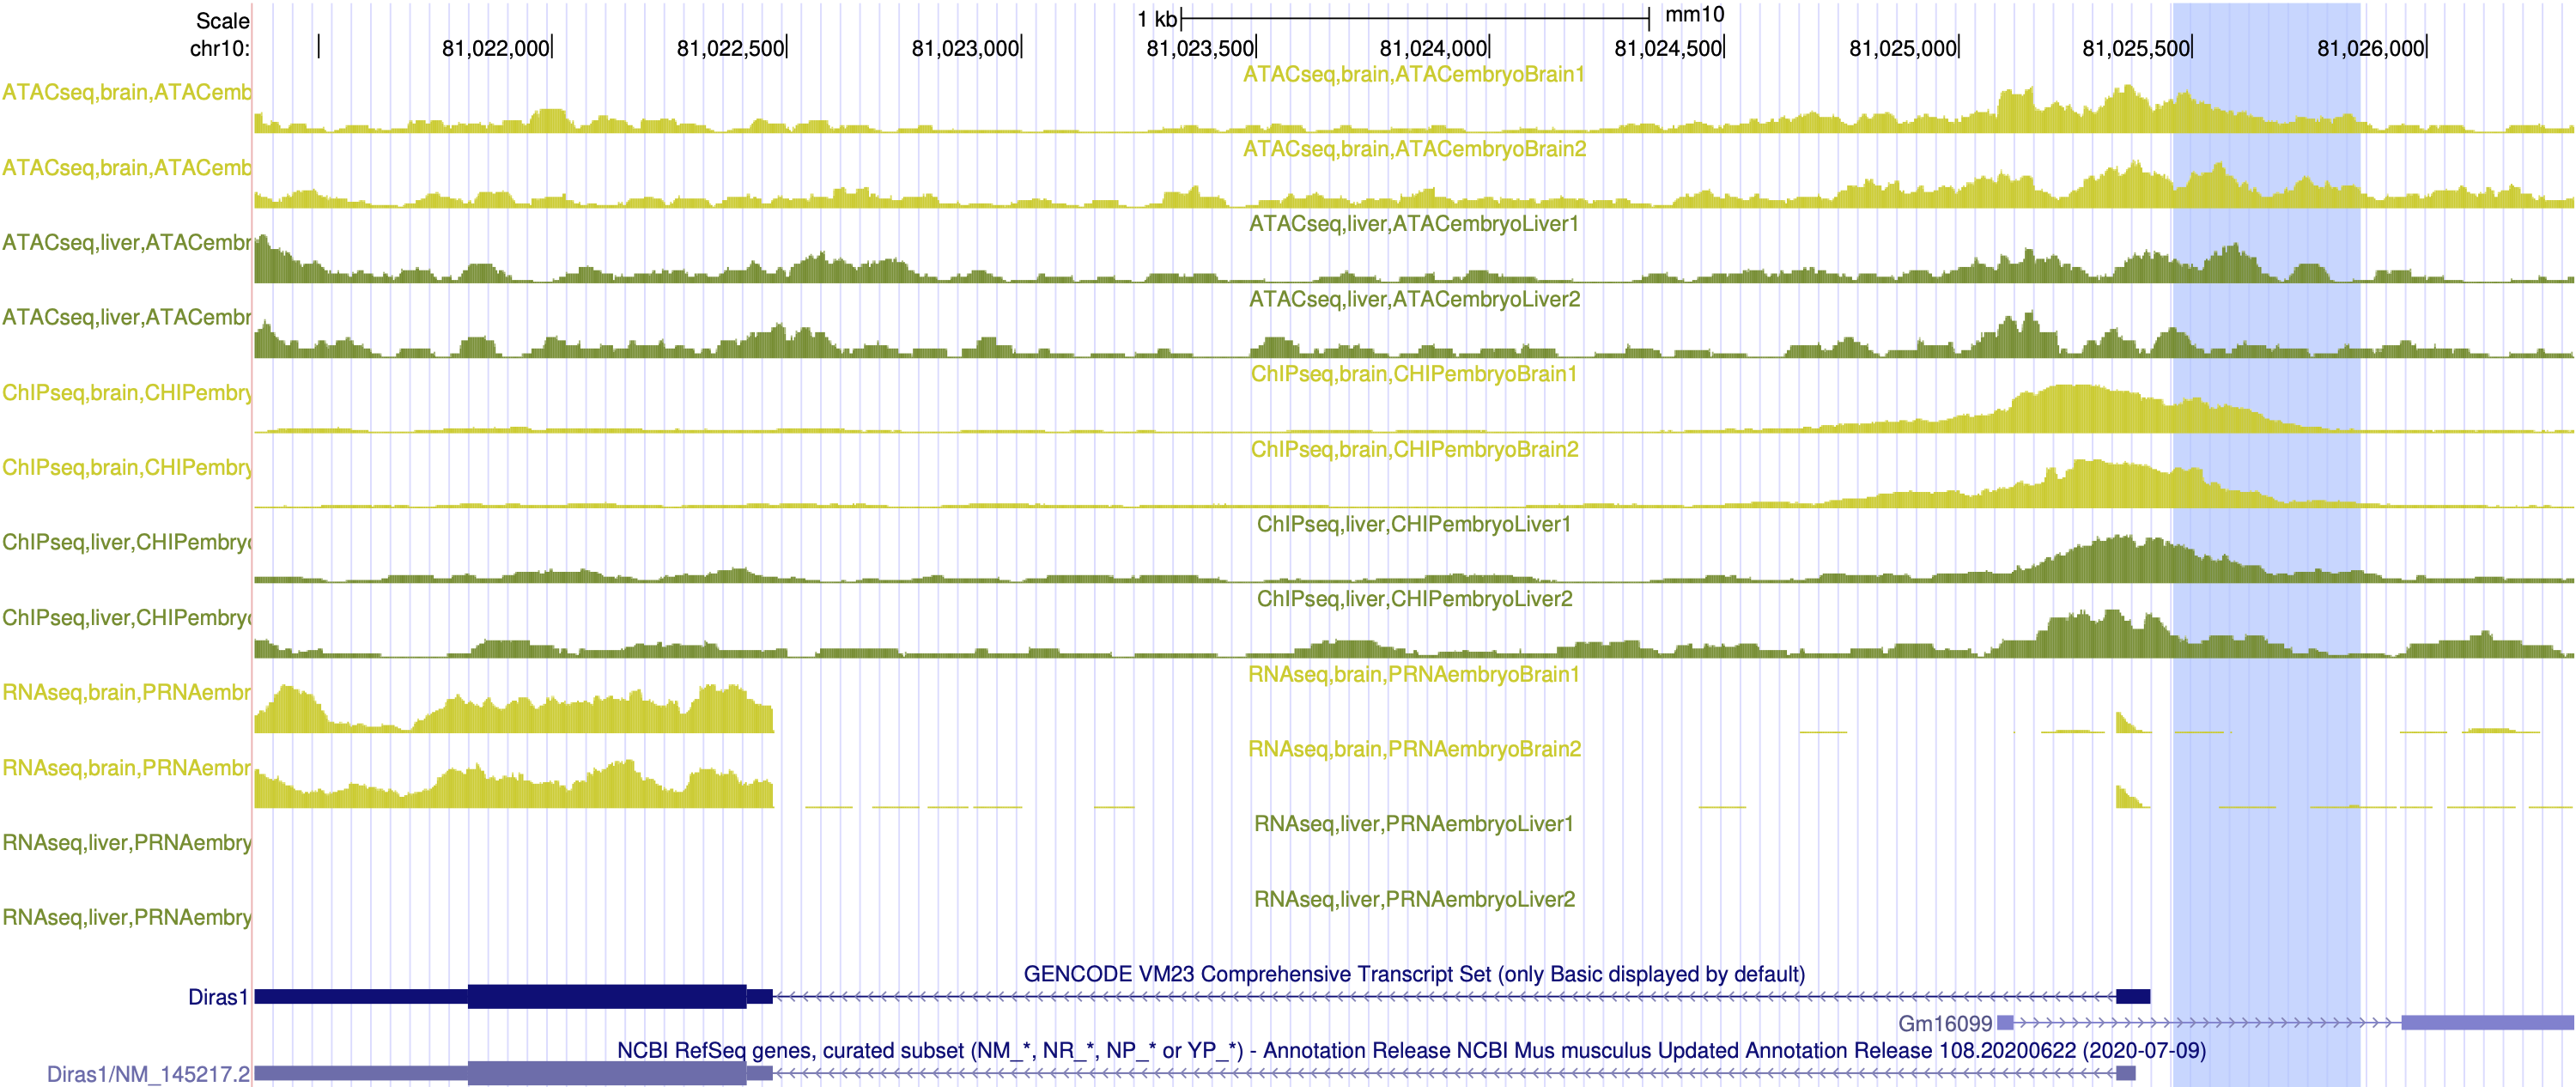 Scale 1 kb mm10
chr10: 81,022,000 81,022,500 81,023,000 81,023,500 81,024,000 81,024,500 81,025,000 81,025,500 81,026,000
ATACseq,brain,ATACembryoBrain1
ATACseq,brain,ATACemb
ATACseq,brain,ATACembryoBrain2
ATACseq,brain,ATACemb
ATACseq,liver,ATACembryoLiver1
ATACseq,liver,ATACembr
ATACseq,liver,ATACembryoLiver2
ATACseq,liver,ATACembr
ChIPseq,brain,CHIPembryoBrain1
ChIPseq,brain,CHIPembry
ChIPseq,brain,CHIPembryoBrain2
ChIPseq,brain,CHIPembry
ChIPseq,liver,CHIPembryoLiver1
ChIPseq,liver,CHIPembryo
ChIPseq,liver,CHIPembryoLiver2
ChIPseq,liver,CHIPembryo
RNAseq,brain,PRNAembryoBrain1
RNAseq,brain,PRNAembr
RNAseq,brain,PRNAembryoBrain2
RNAseq,brain,PRNAembr
RNAseq,liver,PRNAembryoLiver1
RNAseq,liver,PRNAembry
RNAseq,liver,PRNAembryoLiver2
RNAseq,liver,PRNAembry
GENCODE VM23 Comprehensive Transcript Set (only Basic displayed by default)
Diras1
Gm16099
NCBI RefSeq genes, curated subset (NM_*, NR_*, NP_* or YP_*) - Annotation Release NCBI Mus musculus Updated Annotation Release 108.20200622 (2020-07-09)
Diras1/NM_145217.2